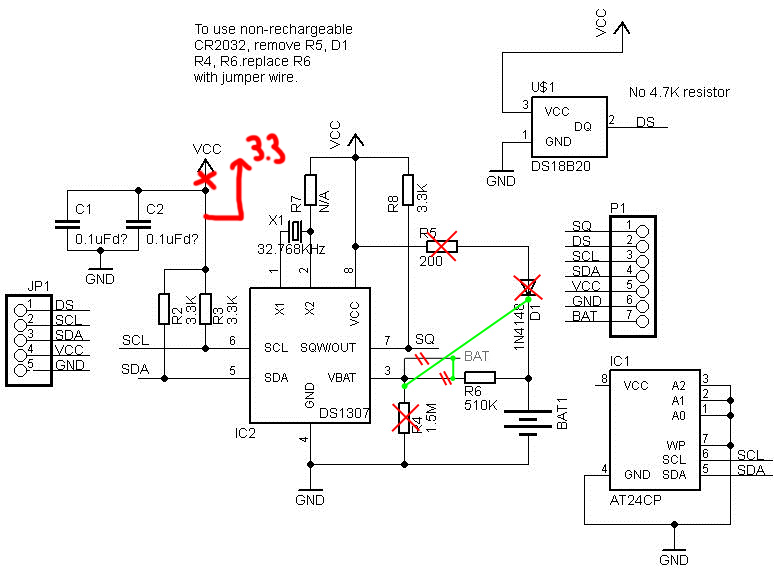 To use non-rechargeable
CR2032, remove R5, D1
R4, R6.replace R6
with jumper wire.
VCC
U$1
No 4.7K resistor
3
VCC
DQ
2
DS
1
GND
DS18B20
GND
VCC
3.3
VCC
C1
0.1uFd?
C2
0.1uFd?
GND
R7
N/A
R8
3.3K
X1
32.768KHz
R5
200
D1
1N4148
P1
SQ
1
DS
2
SCL
3
SDA
4
VCC
5
GND
6
BAT
7
JP1
1
DS
2
SCL
3
SDA
4
VCC
5
GND
R2
3.3K
R3
3.3K
1
2
8
X1
X2
VCC
SCL
6
SCL
SQW/OUT
7
SQ
SDA
5
SDA
VBAT
3
BAT
GND
DS1307
IC2
4
R6
510K
R4
1.5M
BAT1
GND
IC1
8
VCC
A2
3
A1
2
A0
1
WP
7
SCL
6
SCL
4
GND
SDA
5
SDA
AT24CP
GND